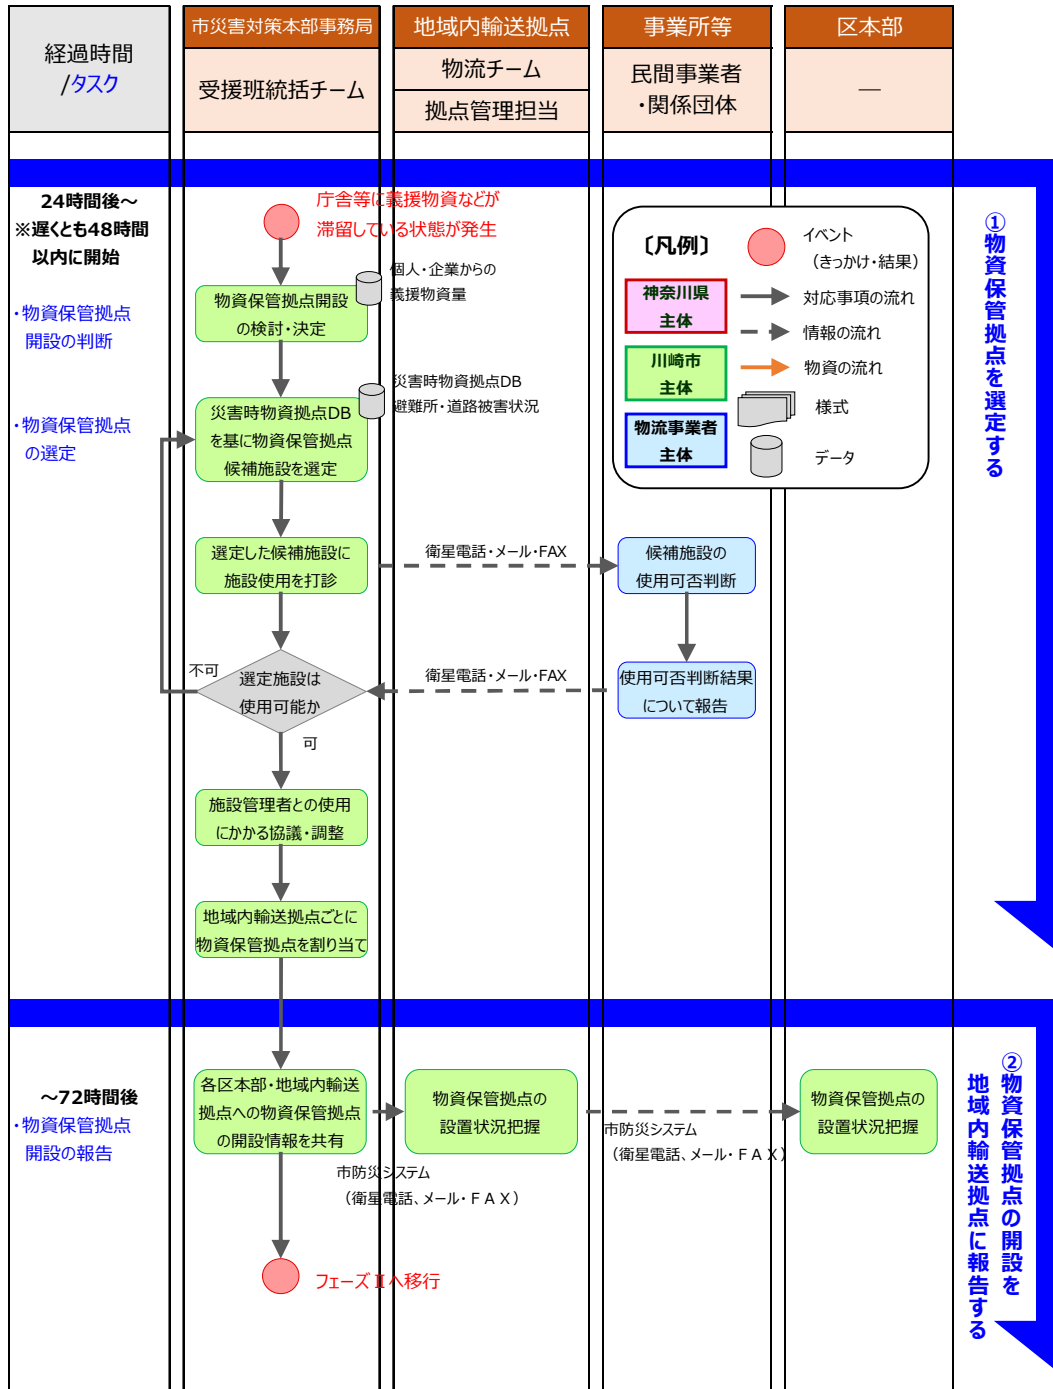 経過時間
/タスク
市災害対策本部事務局
受援班統括チーム
地域内輸送拠点
物流チーム
拠点管理担当
事業所等
民間事業者
・関係団体
区本部
―
24時間後～
※遅くとも48時間
以内に開始
・物資保管拠点
開設の判断
・物資保管拠点
の選定
庁舎等に義援物資などが
滞留している状態が発生
個人・企業からの
義援物資量
物資保管拠点開設
の検討・決定
災害時物資拠点DB
避難所・道路被害状況
災害時物資拠点DB
を基に物資保管拠点
候補施設を選定
選定した候補施設に
施設使用を打診
衛星電話・メール・FAX
候補施設の
使用可否判断
不可
選定施設は
使用可能か
衛星電話・メール・FAX
使用可否判断結果
について報告
可
施設管理者との使用
にかかる協議・調整
地域内輸送拠点ごとに
物資保管拠点を割り当て
〔凡例〕
神奈川県
主体
川崎市
主体
物流事業者
主体
イベント
（きっかけ・結果）
対応事項の流れ
情報の流れ
物資の流れ
様式
データ
①物資保管拠点を選定する
～72時間後
・物資保管拠点
開設の報告
各区本部・地域内輸送
拠点への物資保管拠点
の開設情報を共有
物資保管拠点の
設置状況把握
物資保管拠点の
設置状況把握
市防災システム
（衛星電話、メール・ＦＡＸ）
市防災システム
（衛星電話、メール・ＦＡＸ）
フェーズⅡへ移行
②物資保管拠点の開設を
地域内輸送拠点に報告する